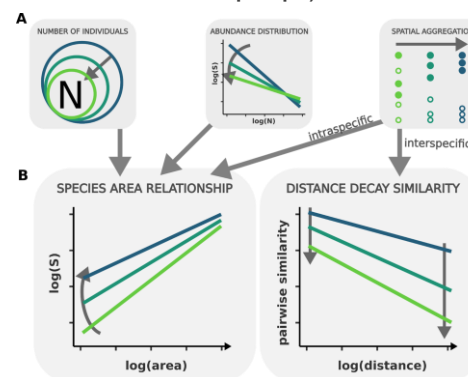 A
NUMBER OF INDIVIDUALS
N
ABUNDANCE DISTRIBUTION
log(S)
log(N)
SPATIAL AGGREGATIO
intraspecific
interspecific
B
SPECIES AREA RELATIONSHIP
log(S)
log(area)
DISTANCE DECAY SIMILARITY
pairwise similarity
log(distance)